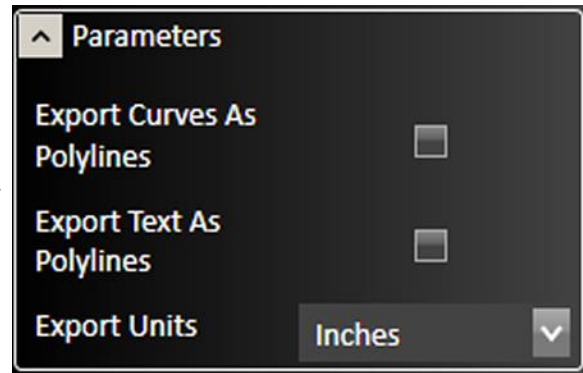 Parameters
Export Curves As
Polylines
Export Text As
Polylines
Export Units
Inches